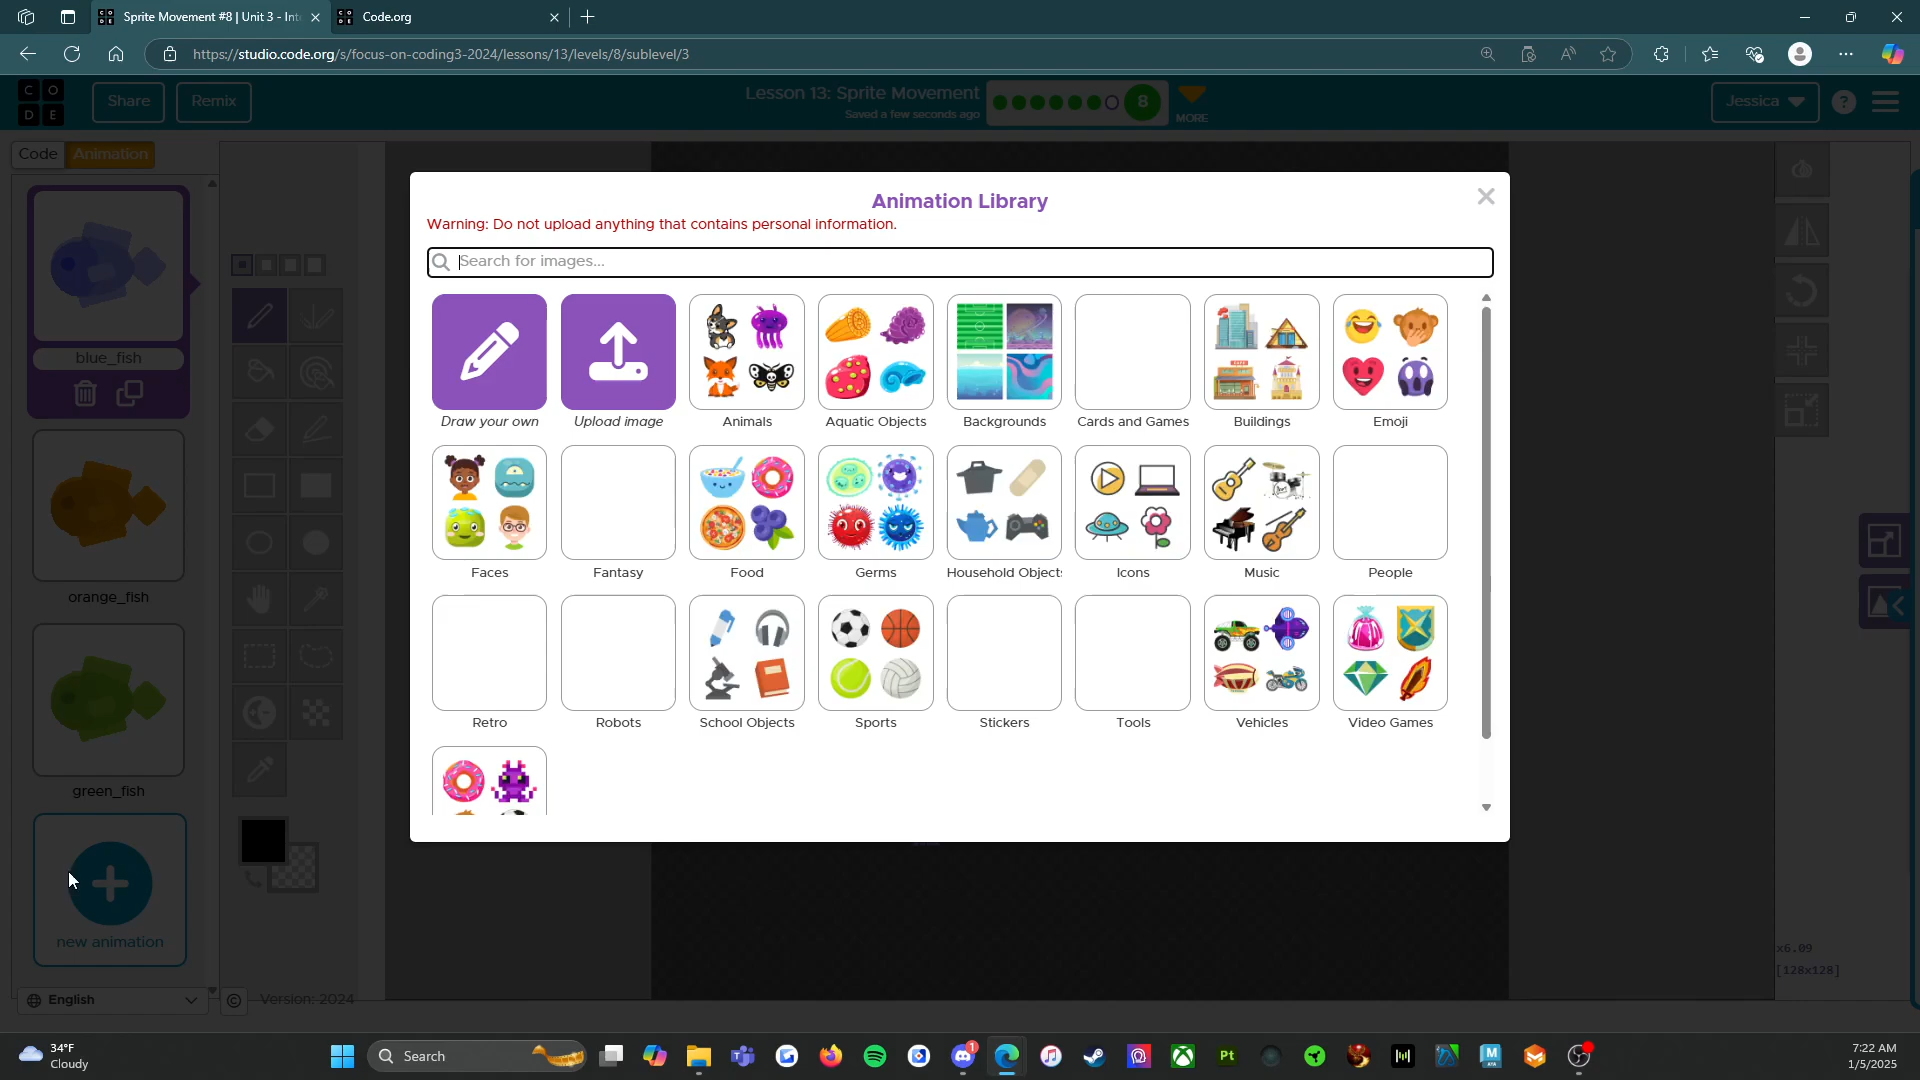 Sprite Movement #8 | Unit 3 - Int
Code.org
https://studio.code.org/s/focus-on-coding3-2024/lessons/13/levels/8/sublevel/3
C O D E
Share
Remix
Lesson 13: Sprite Movement
Saved a few seconds ago
8
MORE
Jessica
?
Code
Animation
Animation Library
Warning: Do not upload anything that contains personal information.
Search for images...
Draw your own
Upload image
Animals
Aquatic Objects
Backgrounds
Cards and Games
Buildings
Emoji
Faces
Fantasy
Food
Germs
Household Object
Icons
Music
People
Retro
Robots
School Objects
Sports
Stickers
Tools
Vehicles
Video Games
blue_fish
orange_fish
green_fish
new animation
x6.09
[128x128]
English
©
Version: 2024
34°F
Cloudy
Search
1
Pt
M
7:22 AM
1/5/2025